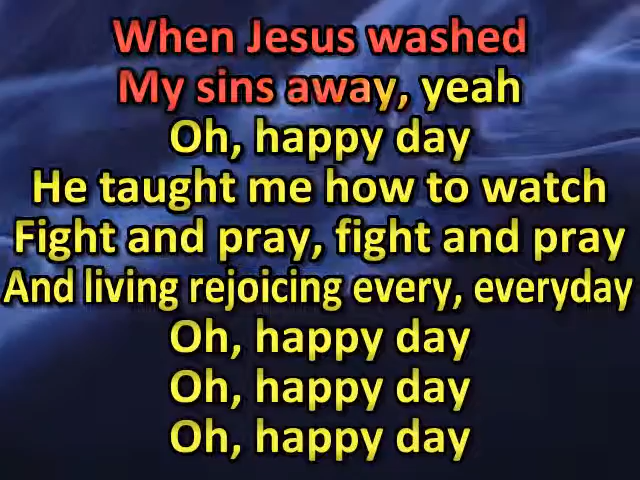 When Jesus washed
My sins away, yeah
Oh, happy day
He taught me how to watch
Fight and pray, fight and pray
And living rejoicing every, everyday
Oh, happy day
Oh, happy day
Oh, happy day